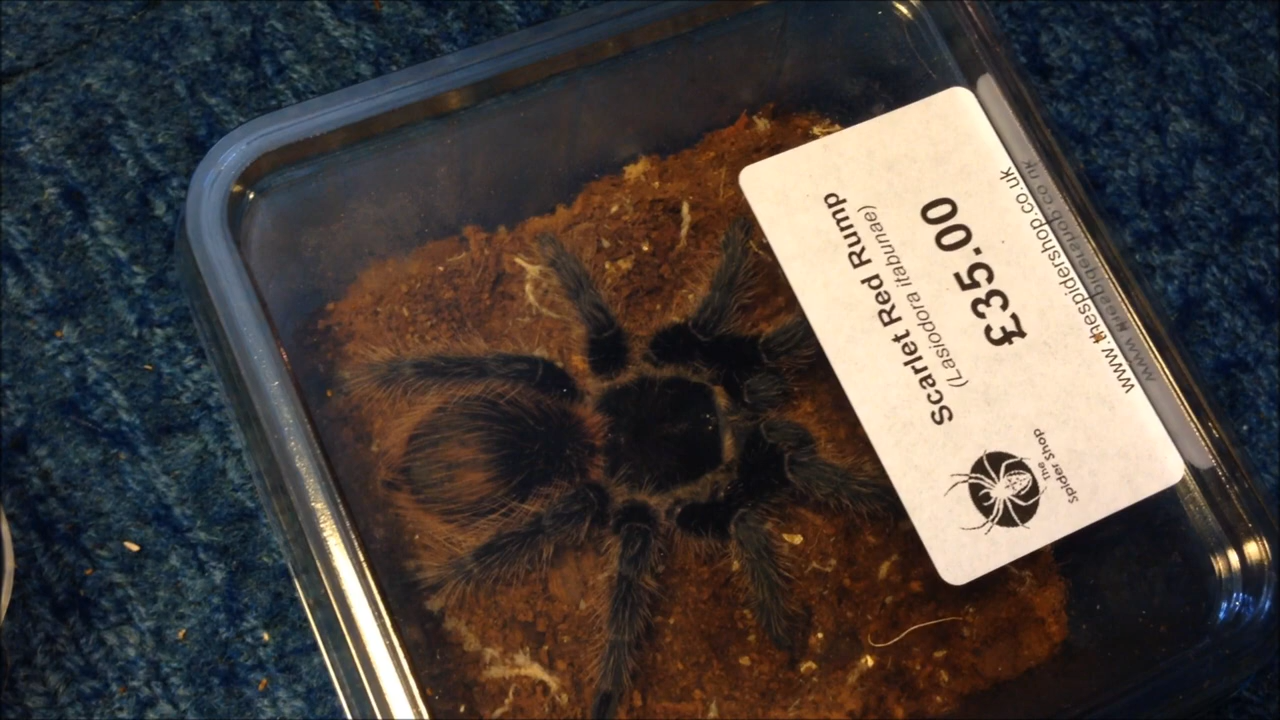 Scarlet Red Rump
(Lasiodora itabunae)
£35.00
www.thespidershop.co.uk
the
Spider Shop